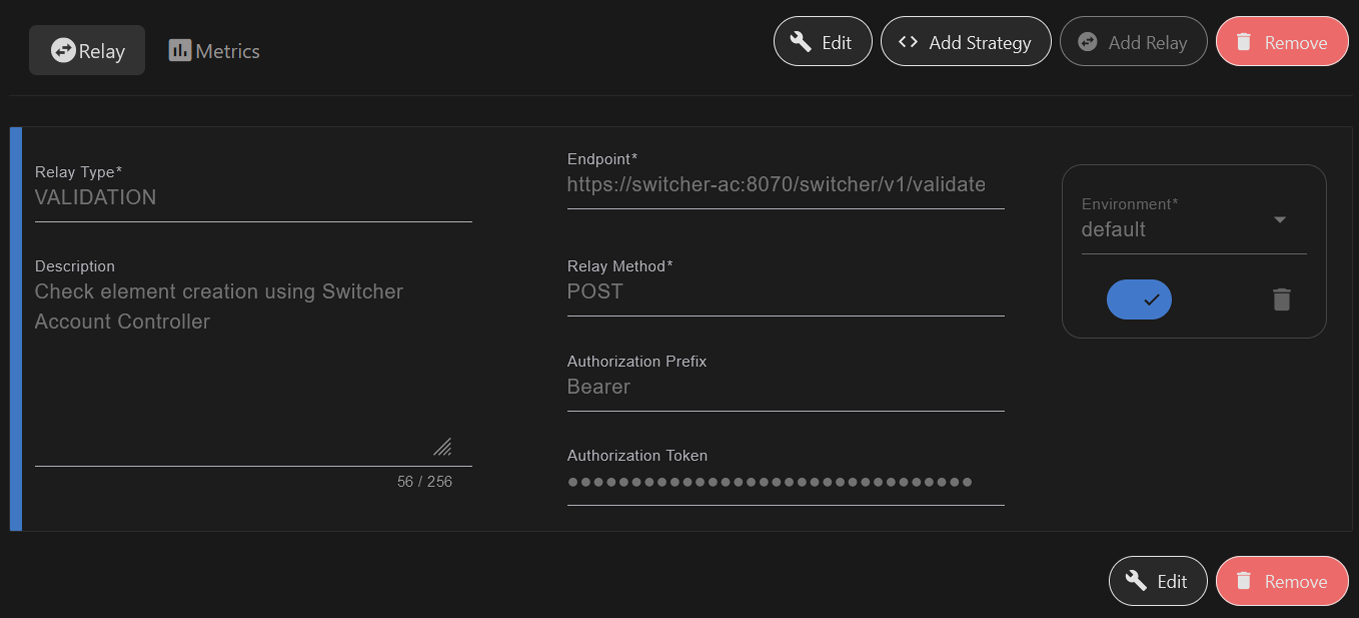 Relay
Metrics
Edit
Add Strategy
Add Relay
Remove
Relay Type*
VALIDATION
Description
Check element creation using Switcher
Account Controller
56 / 256
Endpoint*
https://switcher-ac:8070/switcher/v1/validate
Relay Method*
POST
Authorization Prefix
Bearer
Authorization Token
●●●●●●●●●●●●●●●●●●●●●●●●●●●●●●●●
Environment*
default
Edit
Remove